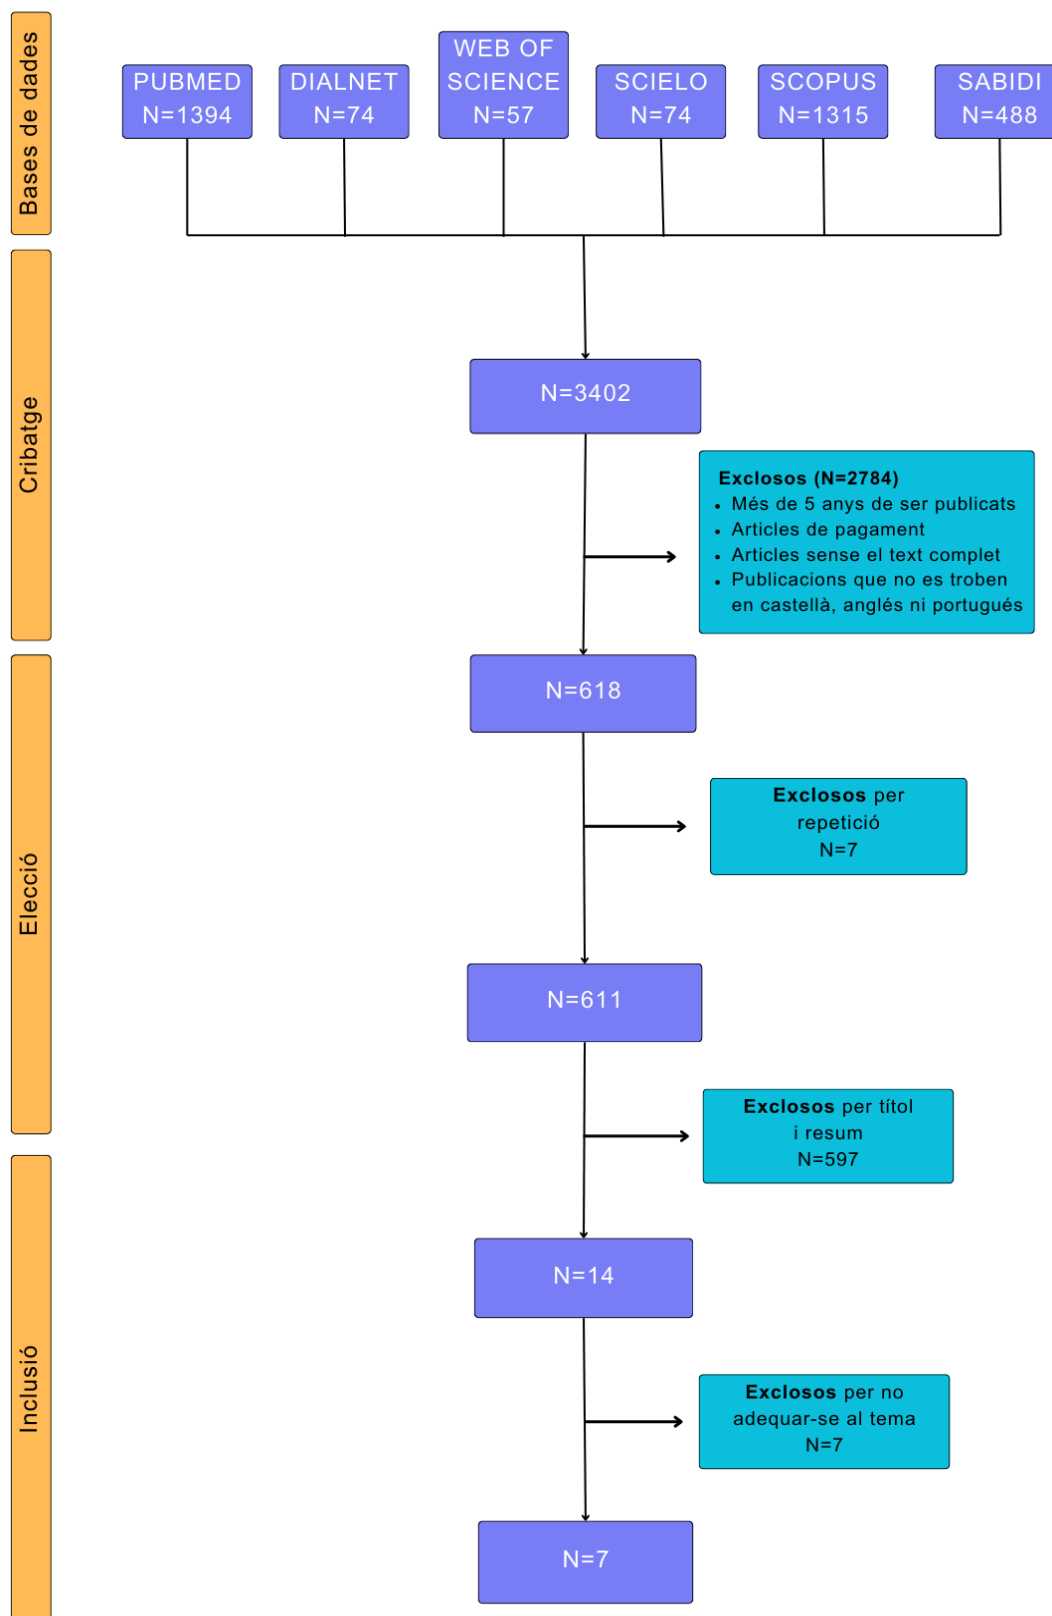 Bases de dades
PUBMED
N=1394
DIALNET
N=74
WEB OF
SCIENCE
N=57
SCIELO
N=74
SCOPUS
N=1315
SABIDI
N=488
Cribatge
N=3402
Exclosos (N=2784)
• Més de 5 anys de ser publicats
• Articles de pagament
• Articles sense el text complet
• Publicacions que no es troben
en castellà, anglés ni portugués
Elecció
N=618
Exclosos per
repetició
N=7
N=611
Exclosos per títol
i resum
N=597
Inclusió
N=14
Exclosos per no
adequar-se al tema
N=7
N=7